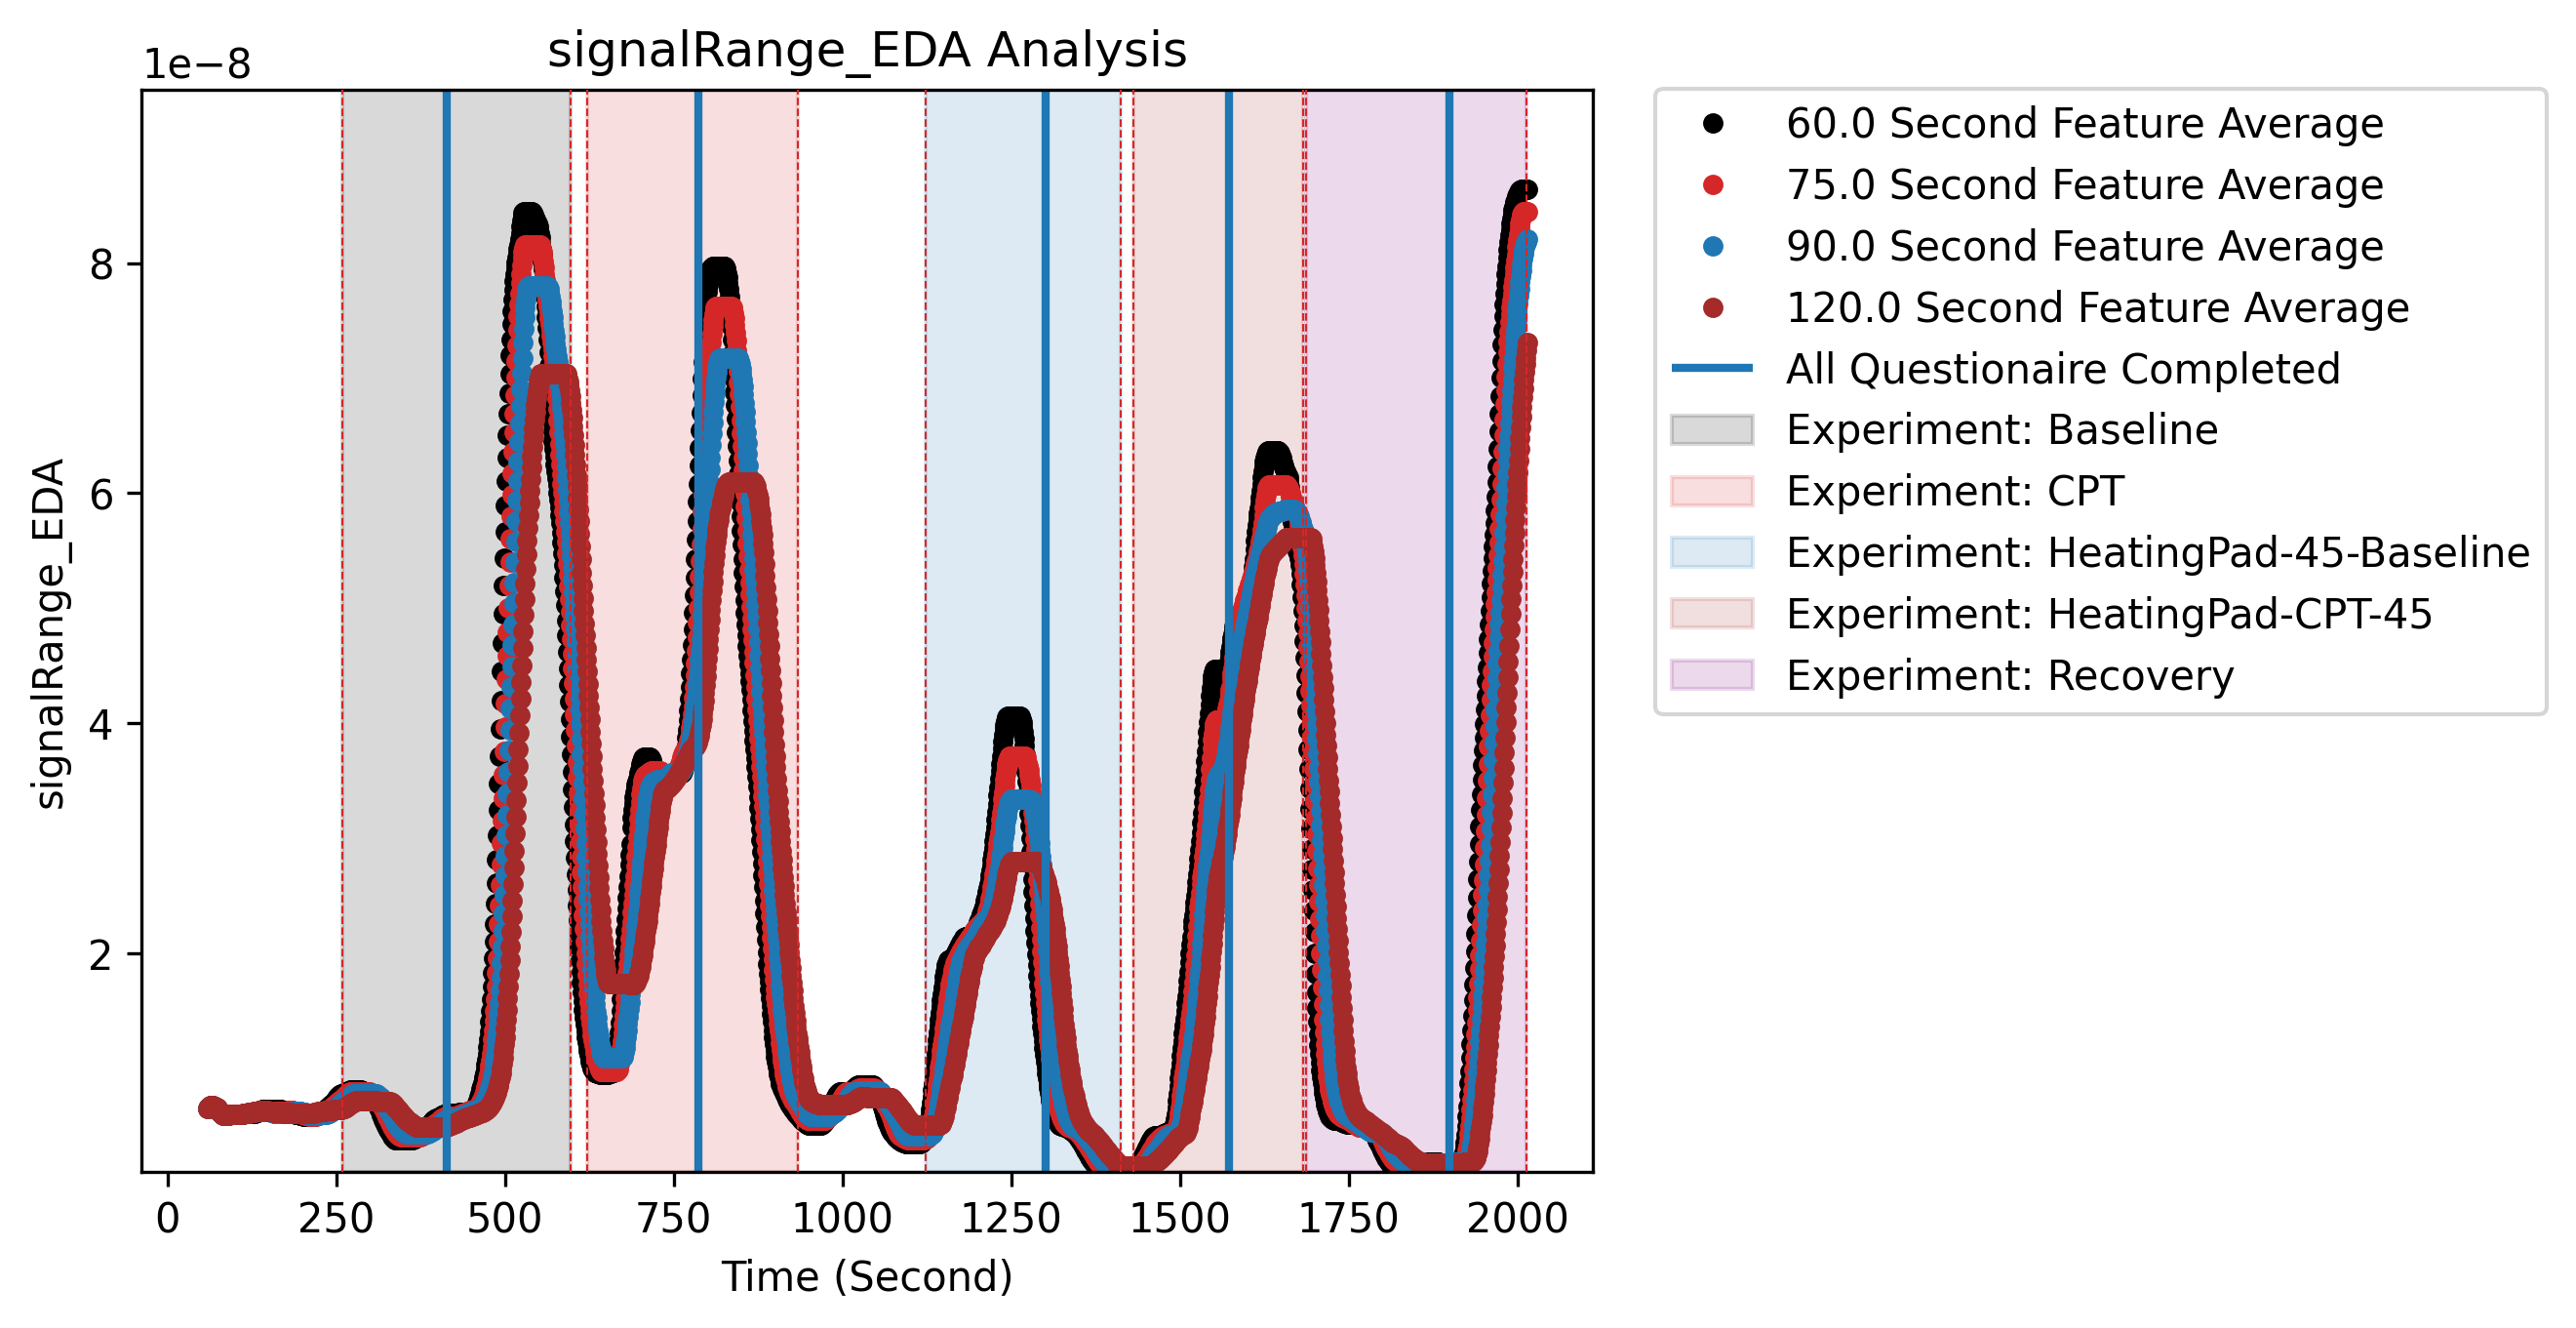 signalRange_EDA Analysis
1e−8
8
6
4
2
signalRange_EDA
0 250 500 750 1000 1250 1500 1750 2000
Time (Second)
60.0 Second Feature Average
75.0 Second Feature Average
90.0 Second Feature Average
120.0 Second Feature Average
All Questionaire Completed
Experiment: Baseline
Experiment: CPT
Experiment: HeatingPad-45-Baseline
Experiment: HeatingPad-CPT-45
Experiment: Recovery